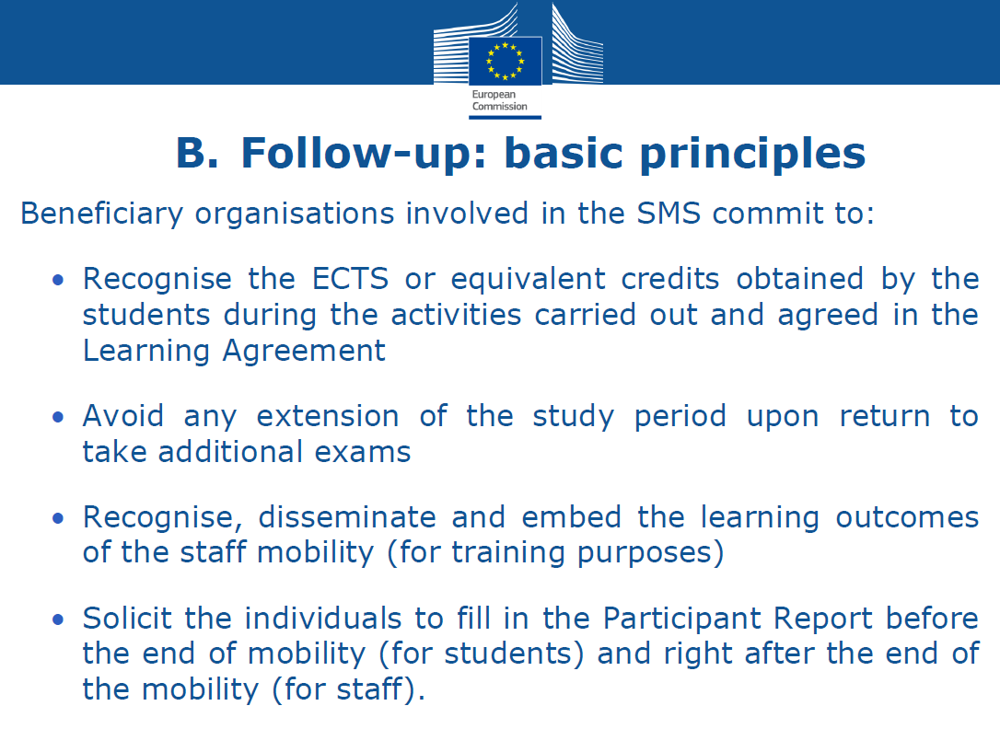 European
Commission
B. Follow-up: basic principles
Beneficiary organisations involved in the SMS commit to:
• Recognise the ECTS or equivalent credits obtained by the
students during the activities carried out and agreed in the
Learning Agreement
• Avoid any extension of the study period upon return to
take additional exams
• Recognise, disseminate and embed the learning outcomes
of the staff mobility (for training purposes)
• Solicit the individuals to fill in the Participant Report before
the end of mobility (for students) and right after the end of
the mobility (for staff).